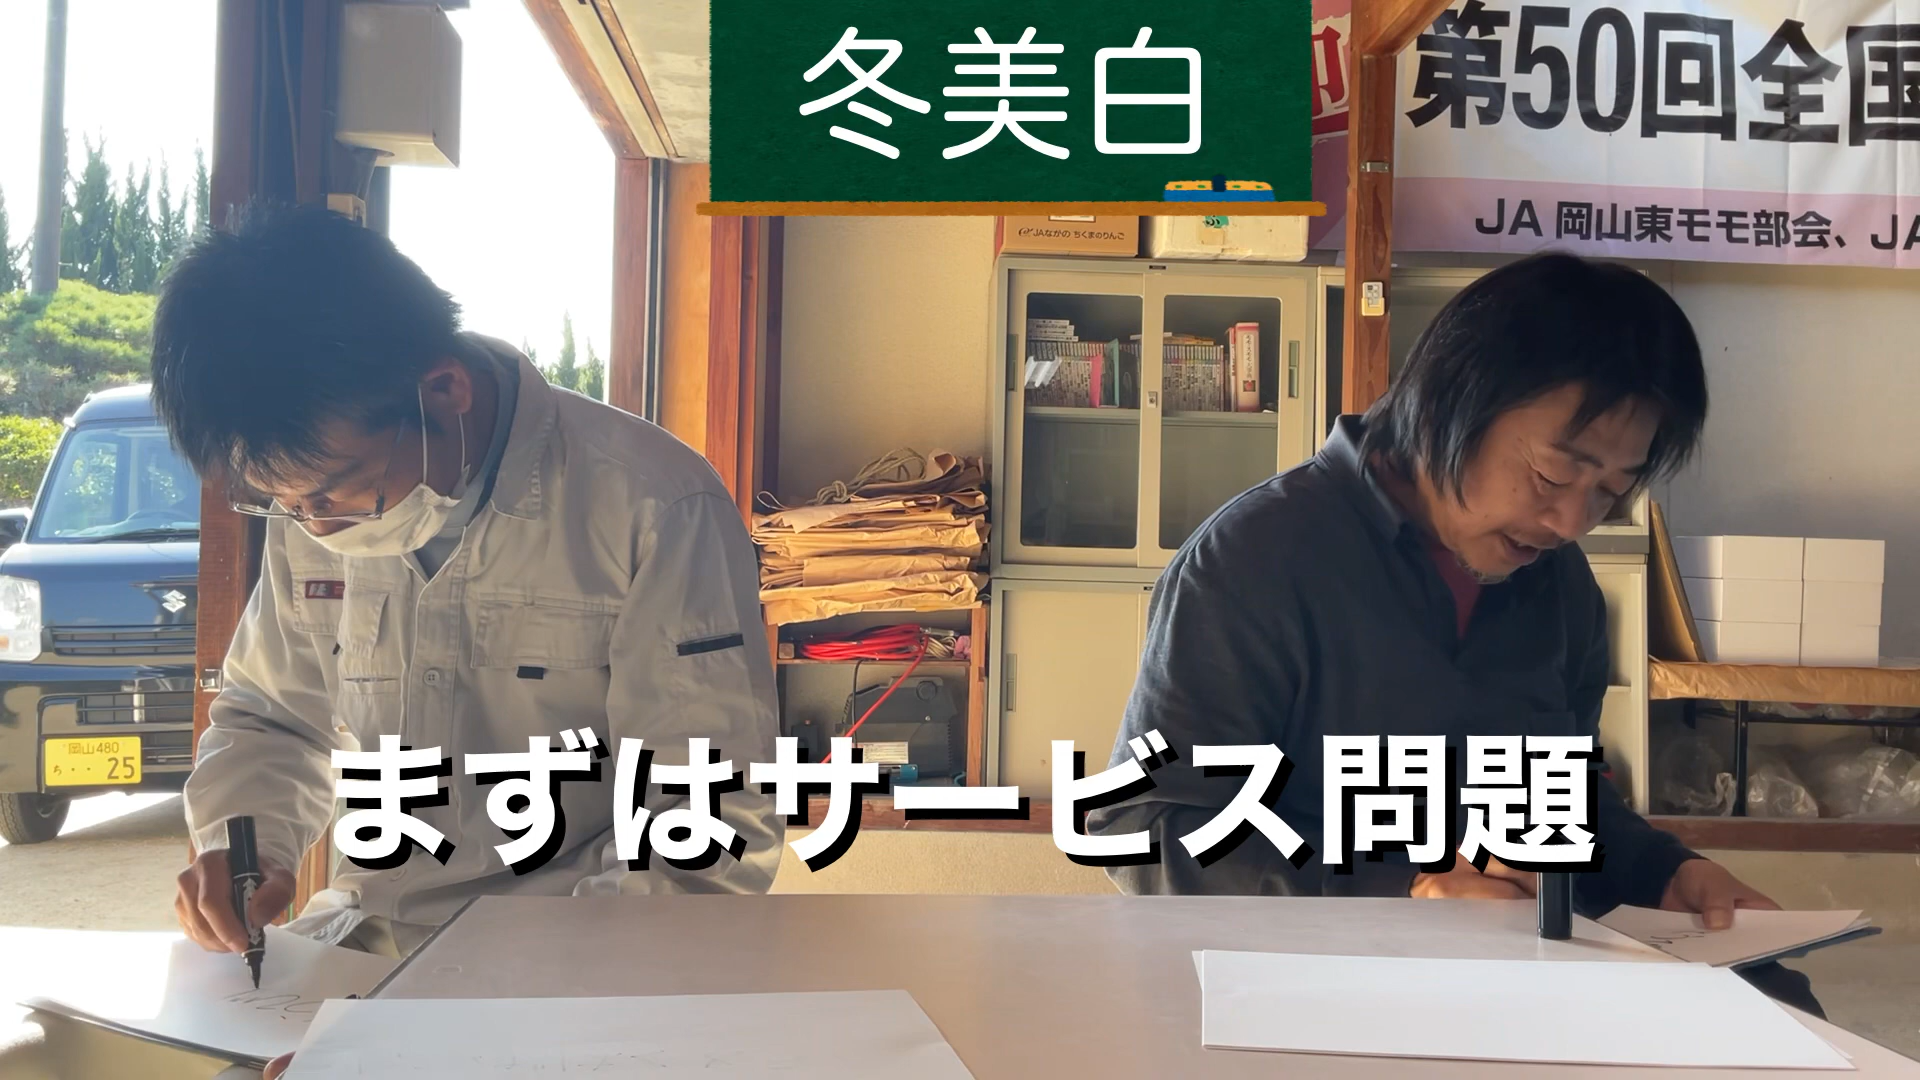 冬美白
第50回全国
JA 岡山東モモ部会、JA
JAながの ちくまのりんご
岡山480
ち ・・25
まずはサービス問題